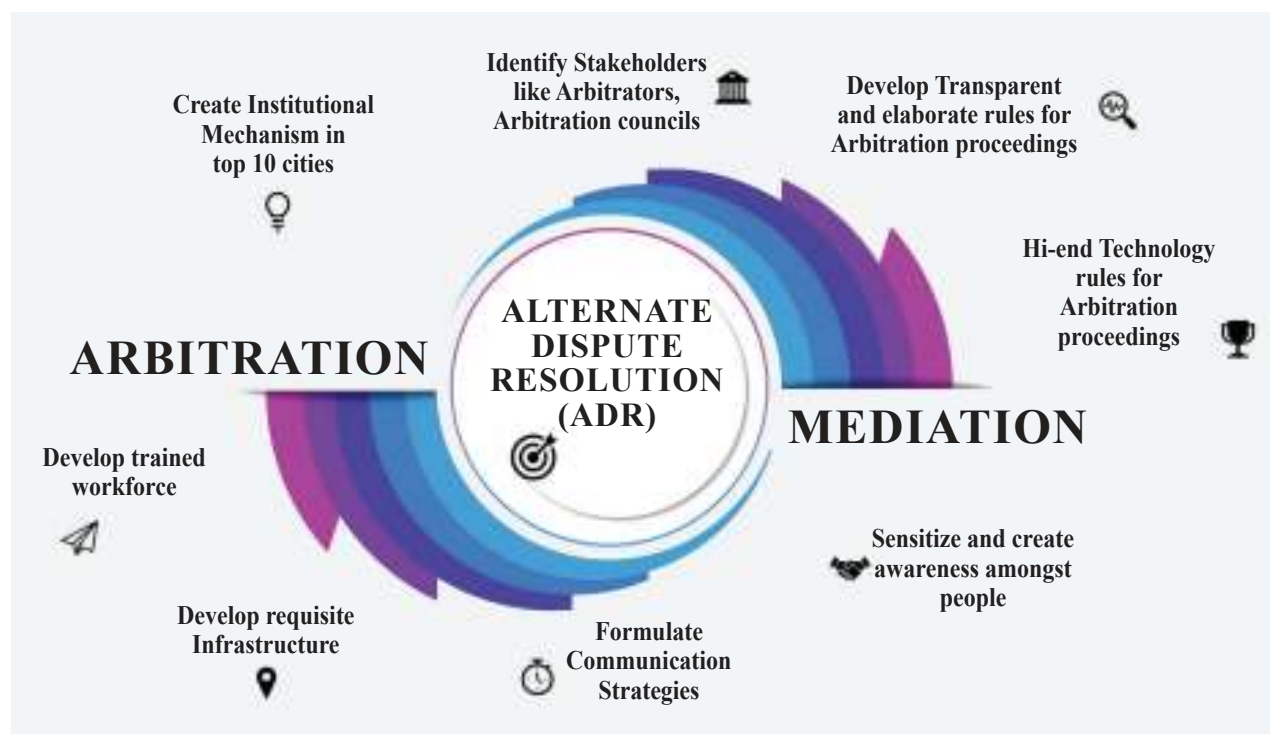 Identify Stakeholders
like Arbitrators,
Arbitration councils
Develop Transparent
and elaborate rules for
Arbitration proceedings
Create Institutional
Mechanism in
top 10 cities
Hi-end Technology
rules for
Arbitration
proceedings
ALTERNATE
DISPUTE
RESOLUTION
(ADR)
ARBITRATION
MEDIATION
Develop trained
workforce
Sensitize and create
awareness amongst
people
Develop requisite
Infrastructure
Formulate
Communication
Strategies